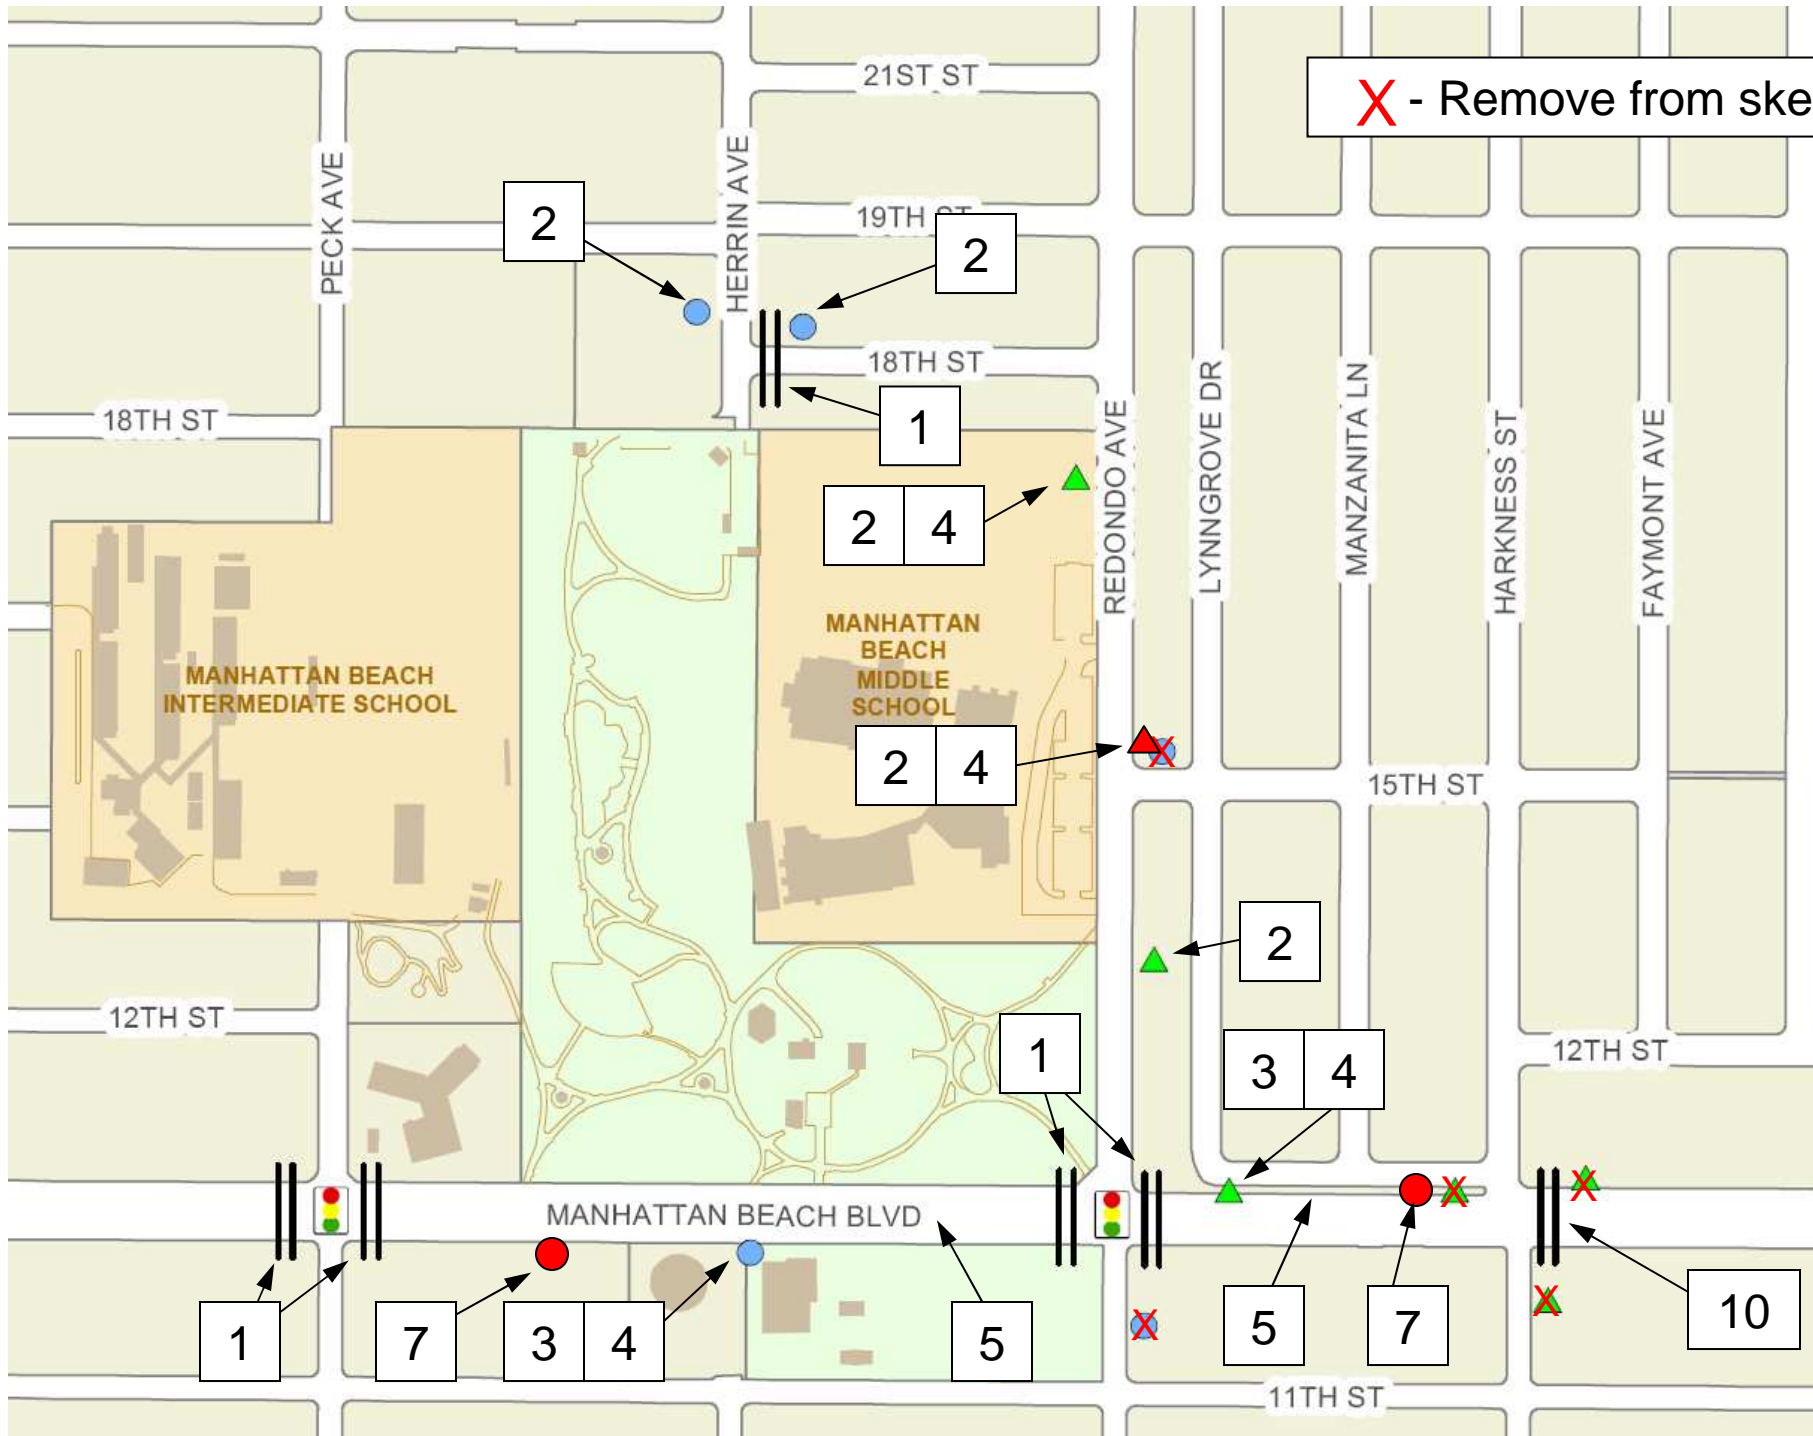 21ST ST
X - Remove from ske
PECK AVE
HERRIN AVE
19TH ST
2
2
18TH ST
18TH ST
1
REDONDO AVE
LYNNGROVE DR
MANZANITA LN
HARKNESS ST
FAYMONT AVE
2 4
MANHATTAN
BEACH
MIDDLE
SCHOOL
MANHATTAN BEACH
INTERMEDIATE SCHOOL
2 4
X
15TH ST
2
12TH ST
1
12TH ST
3 4
X
X
MANHATTAN BEACH BLVD
X
X
1
7
3 4
5
5
7
10
11TH ST